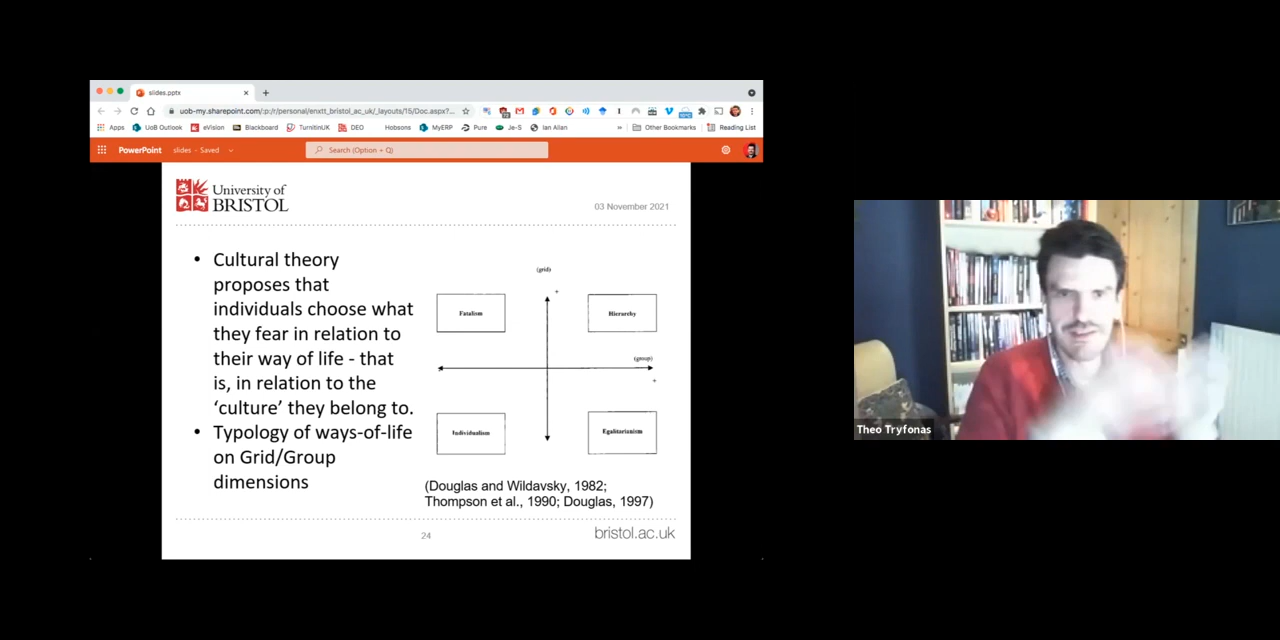 slides.pptx
uob-my.sharepoint.com/:p:/r/personal/enxtt_bristol_ac_uk/_layouts/15/Doc.aspx?...
Apps UoB Outlook eVision Blackboard TurnitinUK DEO Hobsons MyERP Pure Je-S Ian Allan » Other Bookmarks Reading List
PowerPoint slides - Saved Search (Option + Q)
University of
BRISTOL
03 November 2021
• Cultural theory
proposes that
individuals choose what
they fear in relation to
their way of life - that
is, in relation to the
‘culture’ they belong to.
• Typology of ways-of-life
on Grid/Group
dimensions
(grid)
+
Fatalism
Hierarchy
(group)
+
Individualism
Egalitarianism
(Douglas and Wildavsky, 1982;
Thompson et al., 1990; Douglas, 1997)
24
bristol.ac.uk
Theo Tryfonas